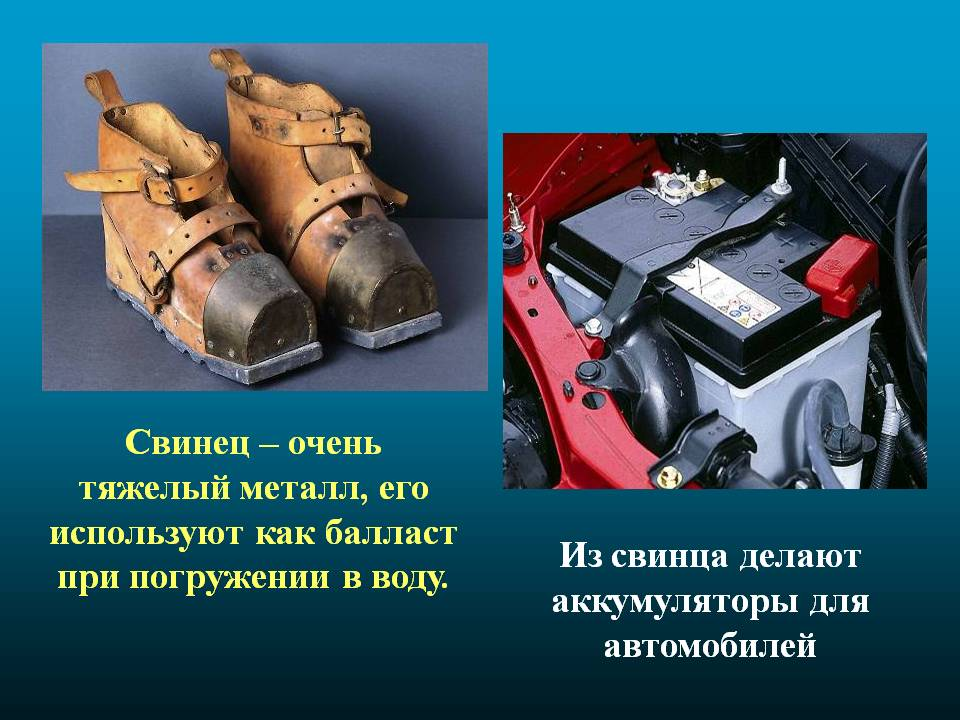 Свинец – очень
тяжелый металл, его
используют как балласт
при погружении в воду.
Из свинца делают
аккумуляторы для
автомобилей